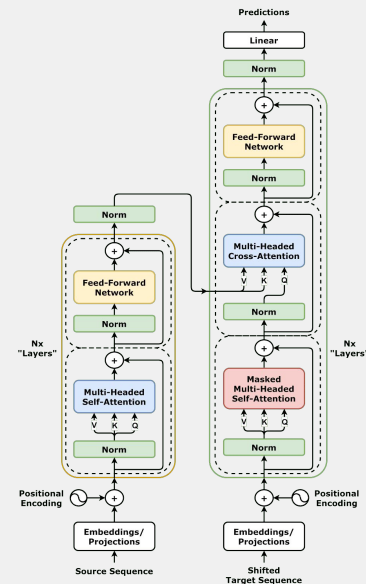 Predictions
Linear
Norm
Feed-Forward
Network
Norm
Multi-Headed
Cross-Attention
V K Q
Norm
Masked
Multi-Headed
Self-Attention
V K Q
Norm
Nx
"Layers"
Positional
Encoding
Embeddings/
Projections
Shifted
Target Sequence
Norm
Feed-Forward
Network
Norm
Multi-Headed
Self-Attention
V K Q
Norm
Nx
"Layers"
Positional
Encoding
Embeddings/
Projections
Source Sequence